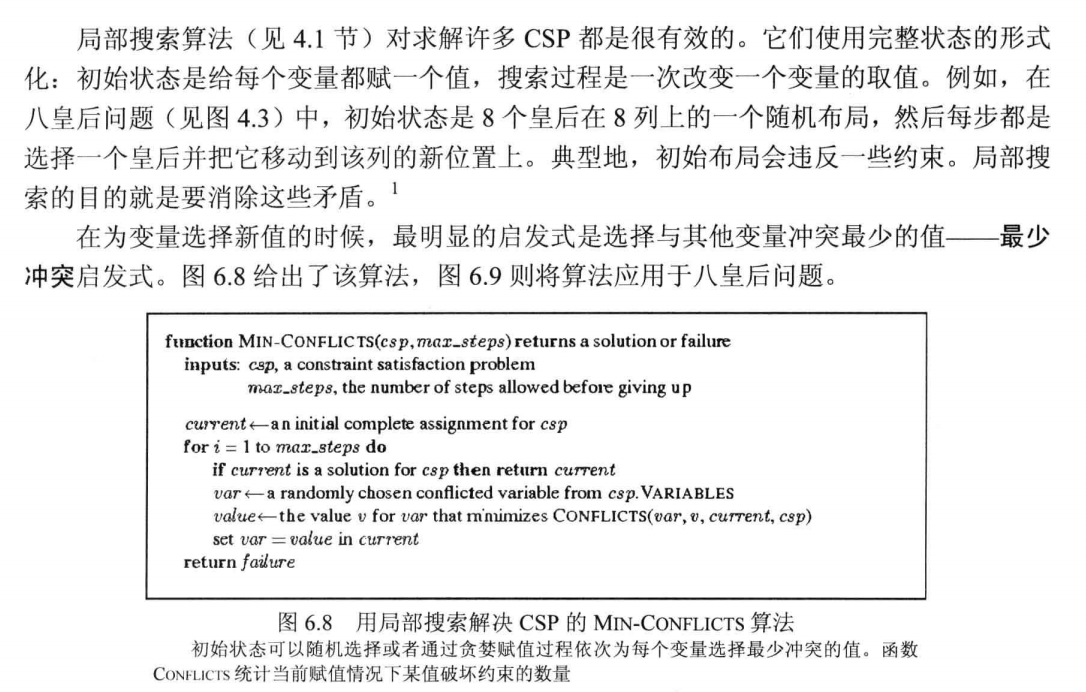 局部搜索算法（见 4.1 节）对求解许多 CSP 都是很有效的。它们使用完整状态的形式
化：初始状态是给每个变量都赋一个值，搜索过程是一次改变一个变量的取值。例如，在
八皇后问题（见图 4.3）中，初始状态是 8 个皇后在 8 列上的一个随机布局，然后每步都是
选择一个皇后并把它移动到该列的新位置上。典型地，初始布局会违反一些约束。局部搜
索的目的就是要消除这些矛盾。1
在为变量选择新值的时候，最明显的启发式是选择与其他变量冲突最少的值——最少
冲突启发式。图 6.8 给出了该算法，图 6.9 则将算法应用于八皇后问题。
function MIN-CONFLICTS(csp, max_steps) returns a solution or failure
inputs: csp, a constraint satisfaction problem
max_steps, the number of steps allowed before giving up
current ← an initial complete assignment for csp
for i = 1 to max_steps do
if current is a solution for csp then return current
var ← a randomly chosen conflicted variable from csp.VARIABLES
value ← the value v for var that minimizes CONFLICTS(var, v, current, csp)
set var = value in current
return failure
图 6.8 用局部搜索解决 CSP 的 MIN-CONFLICTS 算法
初始状态可以随机选择或者通过贪婪赋值过程依次为每个变量选择最少冲突的值。函数
CONFLICTS 统计当前赋值情况下某值破坏约束的数量